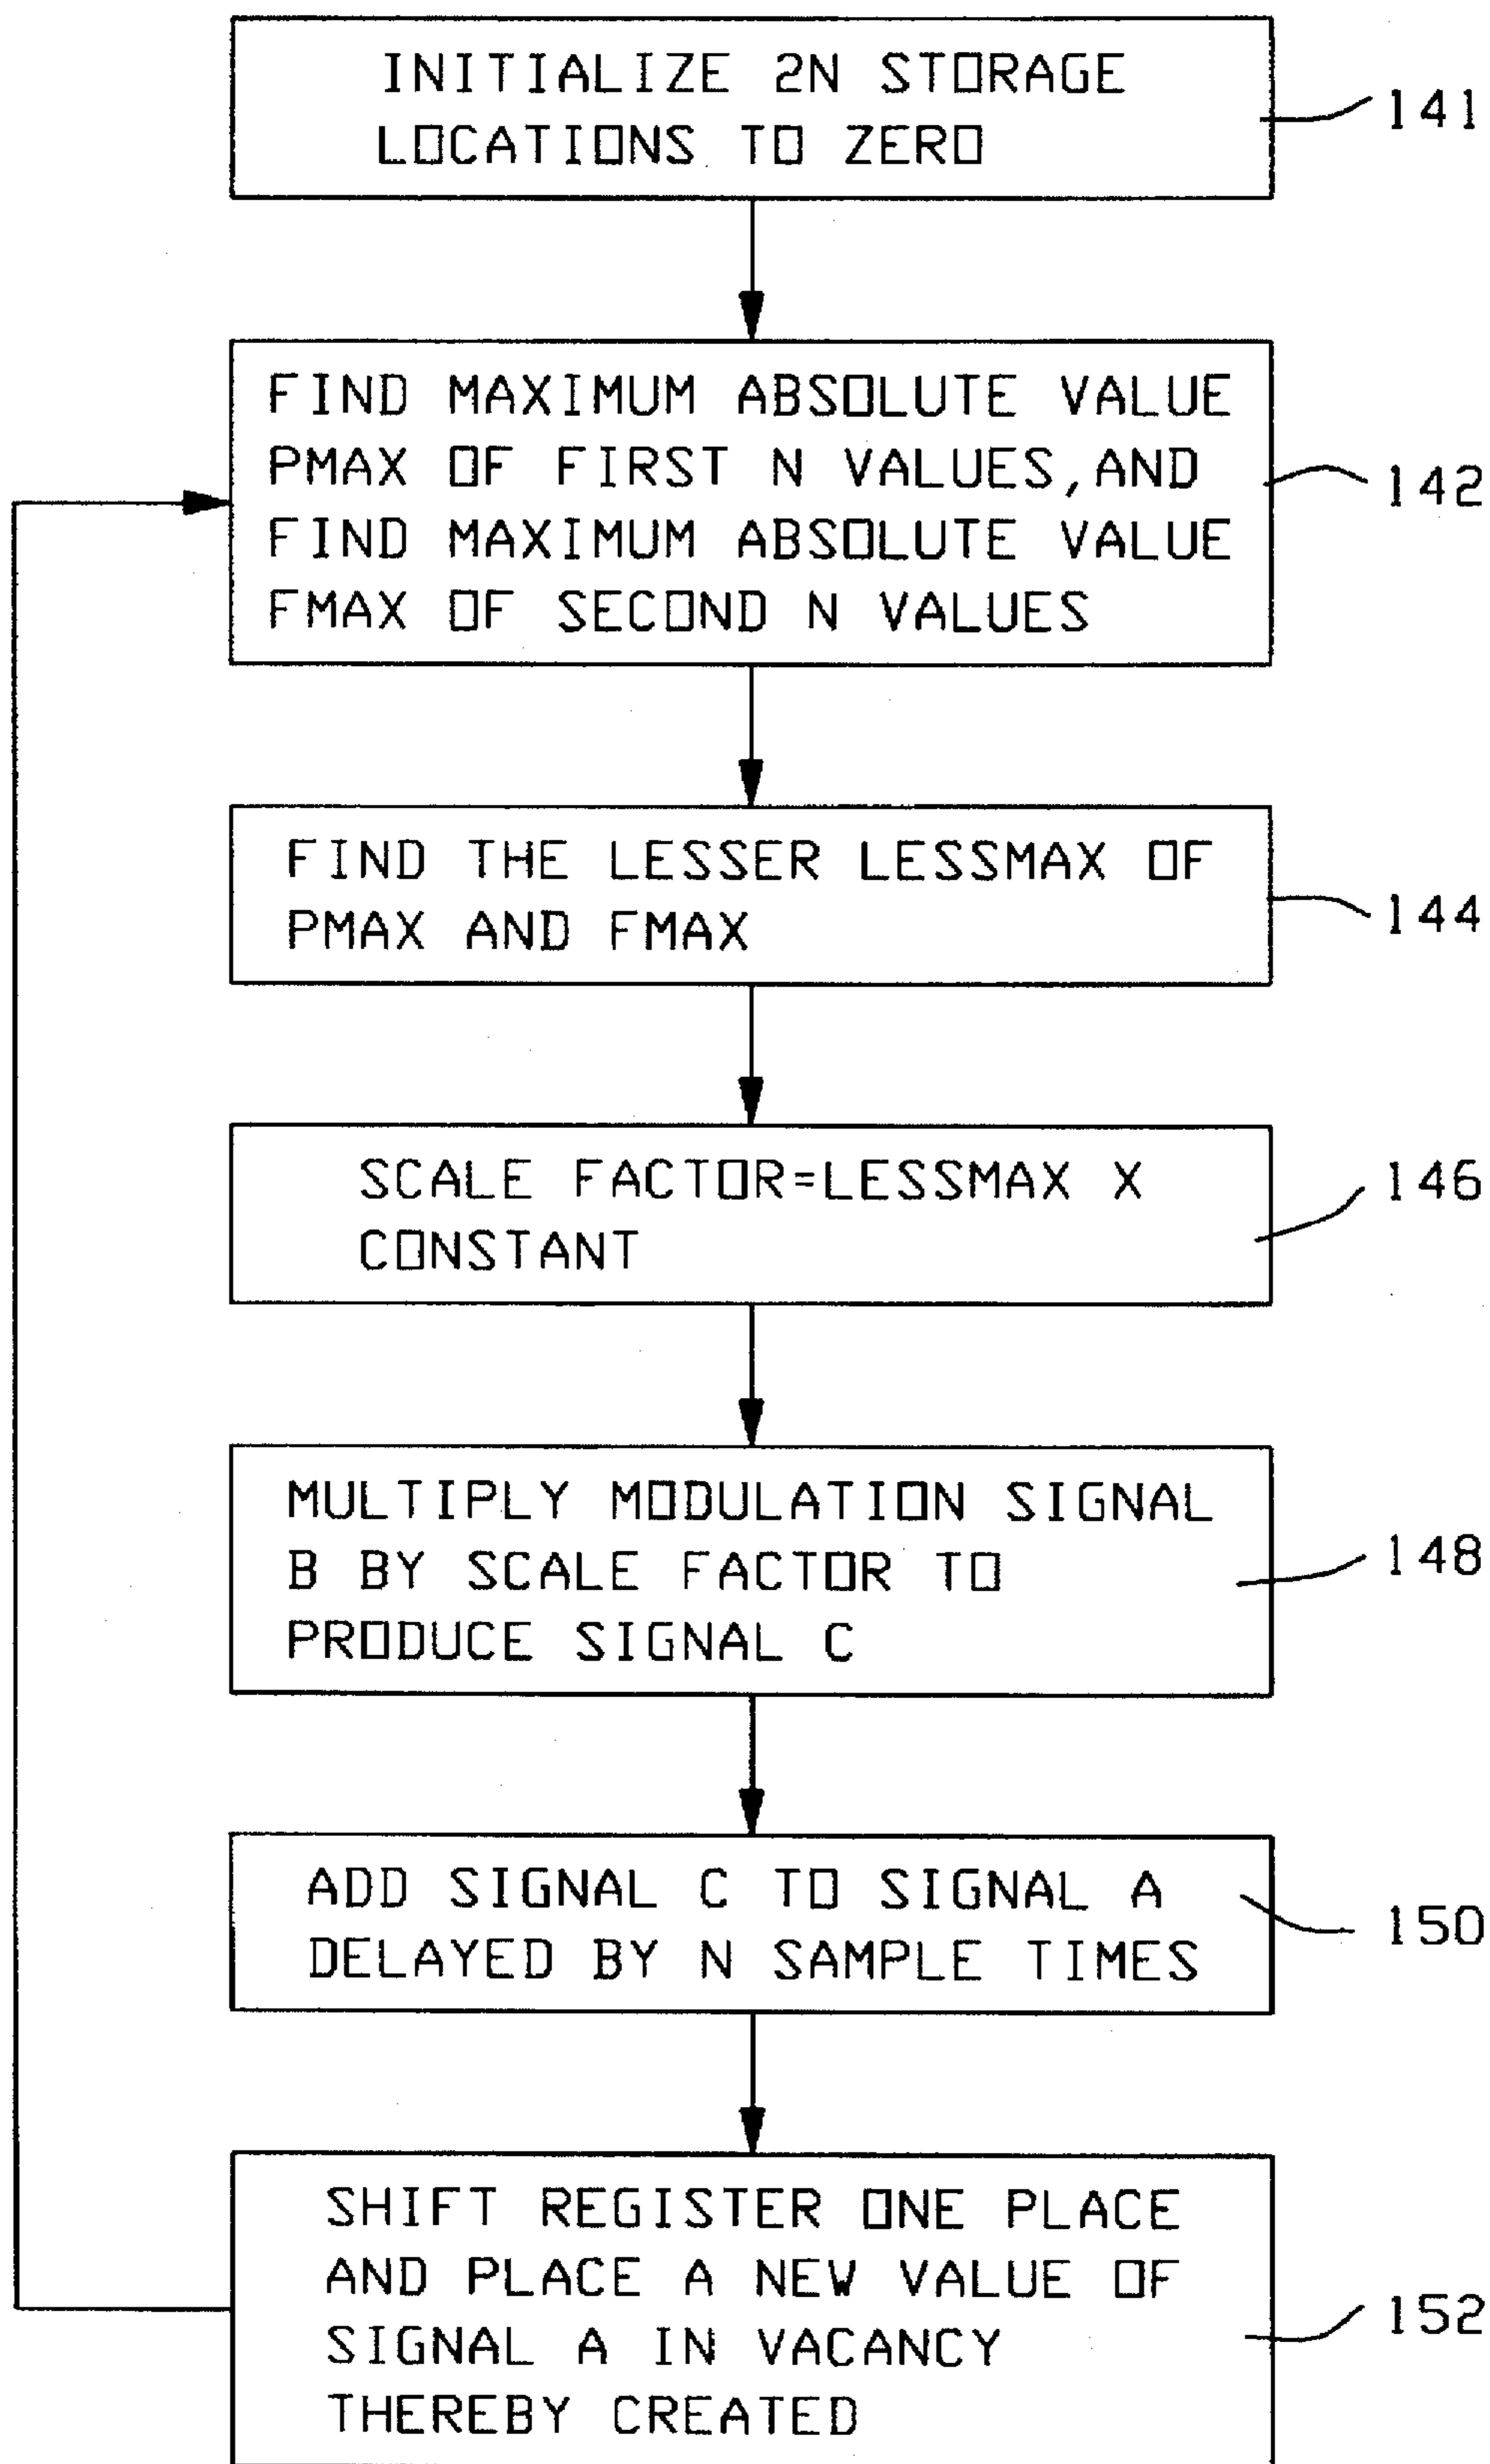 INITIALIZE 2N STORAGE
LOCATIONS TO ZERO
141
FIND MAXIMUM ABSOLUTE VALUE
PMAX OF FIRST N VALUES,AND
FIND MAXIMUM ABSOLUTE VALUE
FMAX OF SECOND N VALUES
142
FIND THE LESSER LESSMAX OF
PMAX AND FMAX
144
SCALE FACTOR=LESSMAX X
CONSTANT
146
MULTIPLY MODULATION SIGNAL
B BY SCALE FACTOR TO
PRODUCE SIGNAL C
148
ADD SIGNAL C TO SIGNAL A
DELAYED BY N SAMPLE TIMES
150
SHIFT REGISTER ONE PLACE
AND PLACE A NEW VALUE OF
SIGNAL A IN VACANCY
THEREBY CREATED
152